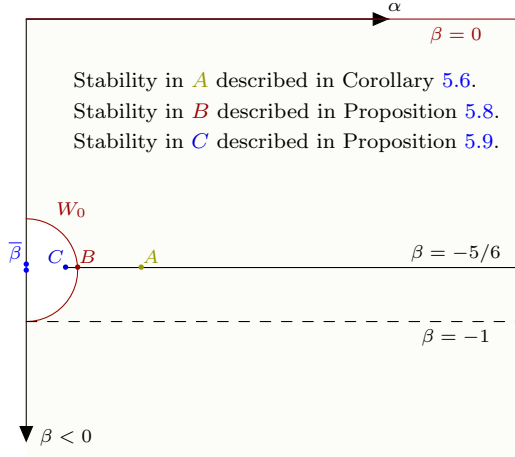 α
β = 0
Stability in A described in Corollary 5.6.
Stability in B described in Proposition 5.8.
Stability in C described in Proposition 5.9.
W₀
β̅ C B A β = −5/6
β = −1
β < 0